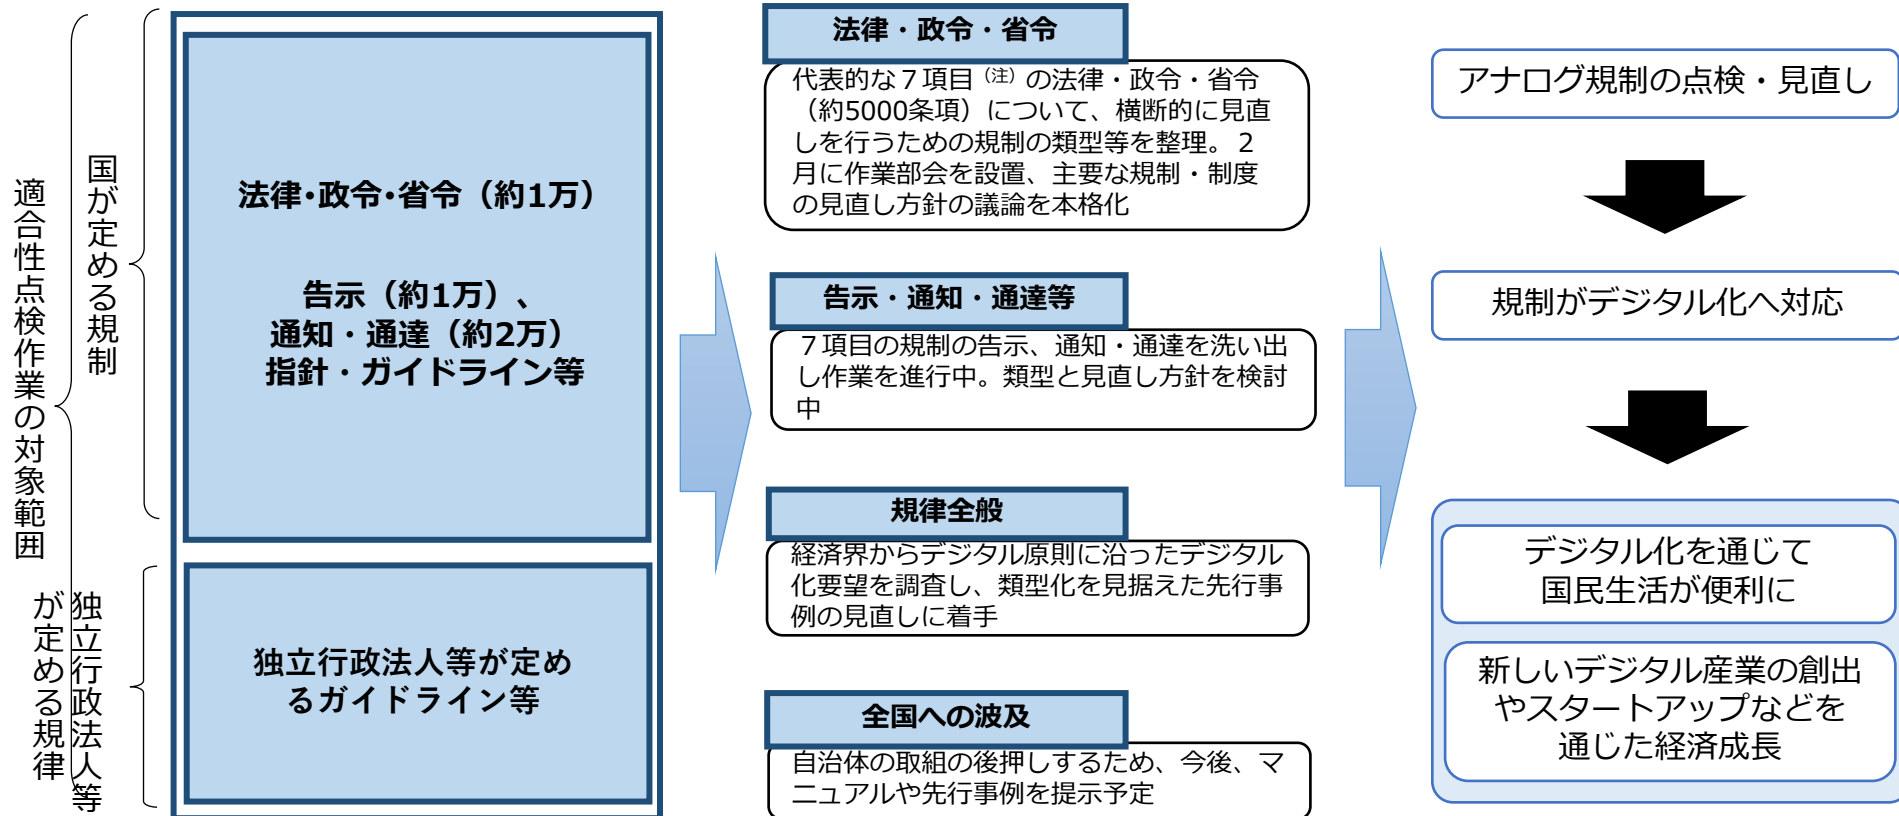 適合性点検作業の対象範囲
国が定める規制
独立行政法人等
が定める規律
法律・政令・省令（約1万）
告示（約1万）、
通知・通達（約2万）
指針・ガイドライン等
独立行政法人等が定め
るガイドライン等
法律・政令・省令
代表的な７項目（注）の法律・政令・省令
（約5000条項）について、横断的に見直
しを行うための規制の類型等を整理。２
月に作業部会を設置、主要な規制・制度
の見直し方針の議論を本格化
告示・通知・通達等
７項目の規制の告示、通知・通達を洗い出
し作業を進行中。類型と見直し方針を検討
中
規律全般
経済界からデジタル原則に沿ったデジタル
化要望を調査し、類型化を見据えた先行事
例の見直しに着手
全国への波及
自治体の取組の後押しするため、今後、マ
ニュアルや先行事例を提示予定
アナログ規制の点検・見直し
規制がデジタル化へ対応
デジタル化を通じて
国民生活が便利に
新しいデジタル産業の創出
やスタートアップなどを
通じた経済成長